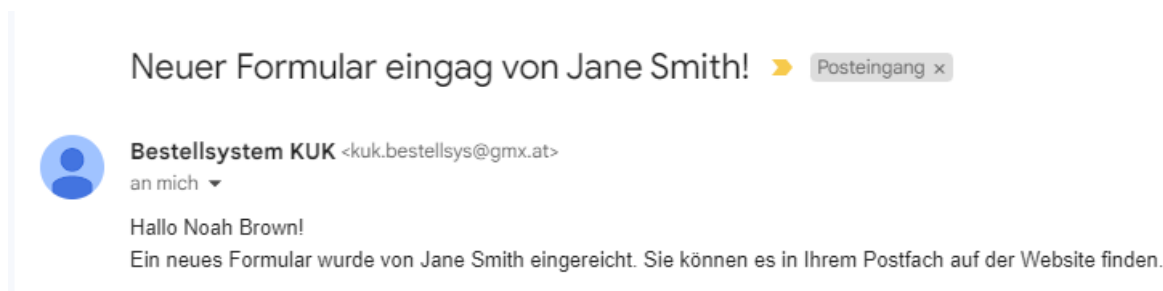 Neuer Formular eingag von Jane Smith! Posteingang ×
Bestellsystem KUK <kuk.bestellsys@gmx.at>
an mich
Hallo Noah Brown!
Ein neues Formular wurde von Jane Smith eingereicht. Sie können es in Ihrem Postfach auf der Website finden.